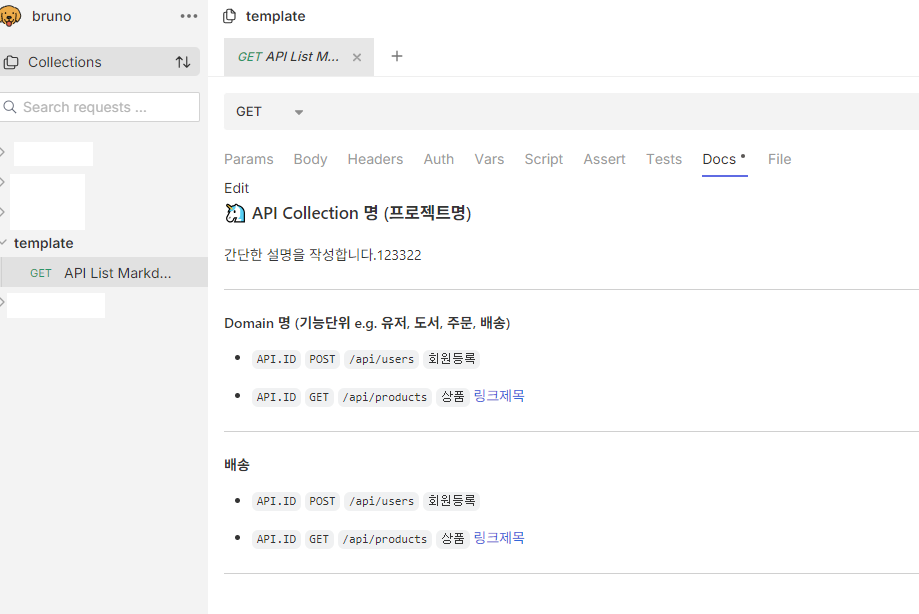 bruno
Collections
Search requests ...
template
GET API List Markd...
template
GET API List M...
GET
Params Body Headers Auth Vars Script Assert Tests Docs File
Edit
API Collection 명 (프로젝트명)
간단한 설명을 작성합니다.123322
Domain 명 (기능단위 e.g. 유저, 도서, 주문, 배송)
API.ID POST /api/users 회원등록
API.ID GET /api/products 상품 링크제목
배송
API.ID POST /api/users 회원등록
API.ID GET /api/products 상품 링크제목